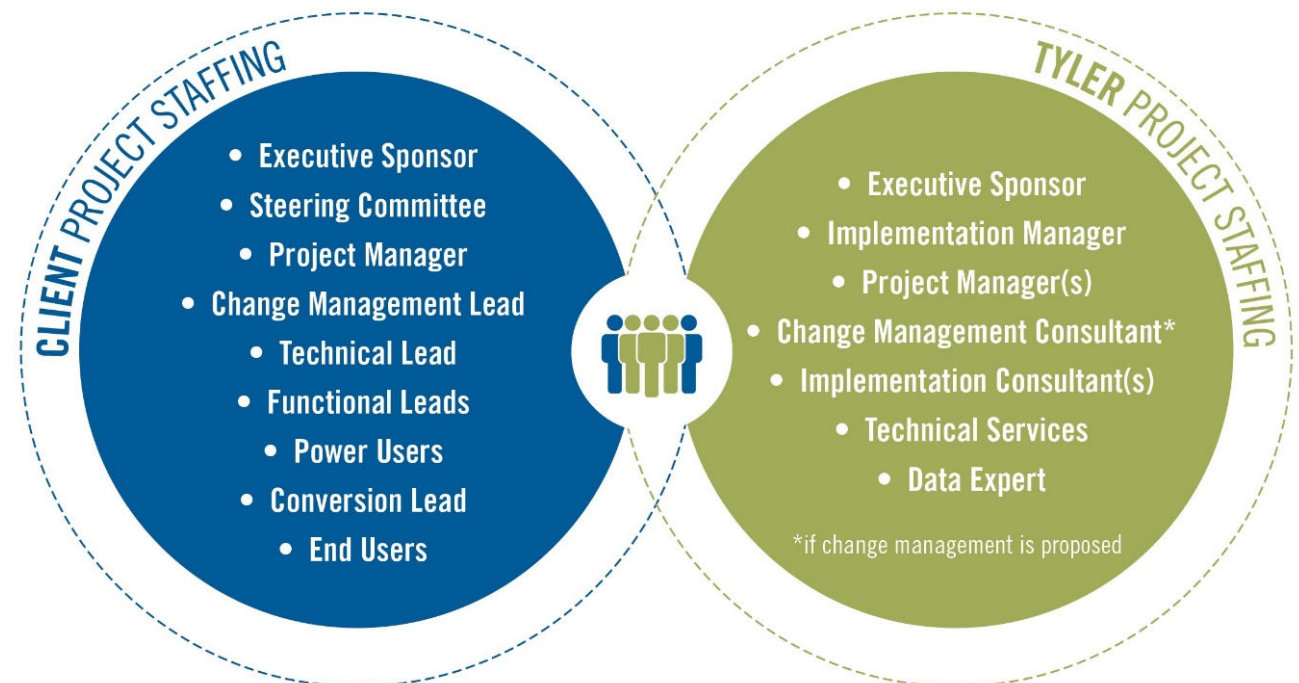 CLIENT PROJECT STAFFING
• Executive Sponsor
• Steering Committee
• Project Manager
• Change Management Lead
• Technical Lead
• Functional Leads
• Power Users
• Conversion Lead
• End Users
TYLER PROJECT STAFFING
• Executive Sponsor
• Implementation Manager
• Project Manager(s)
• Change Management Consultant*
• Implementation Consultant(s)
• Technical Services
• Data Expert
*if change management is proposed